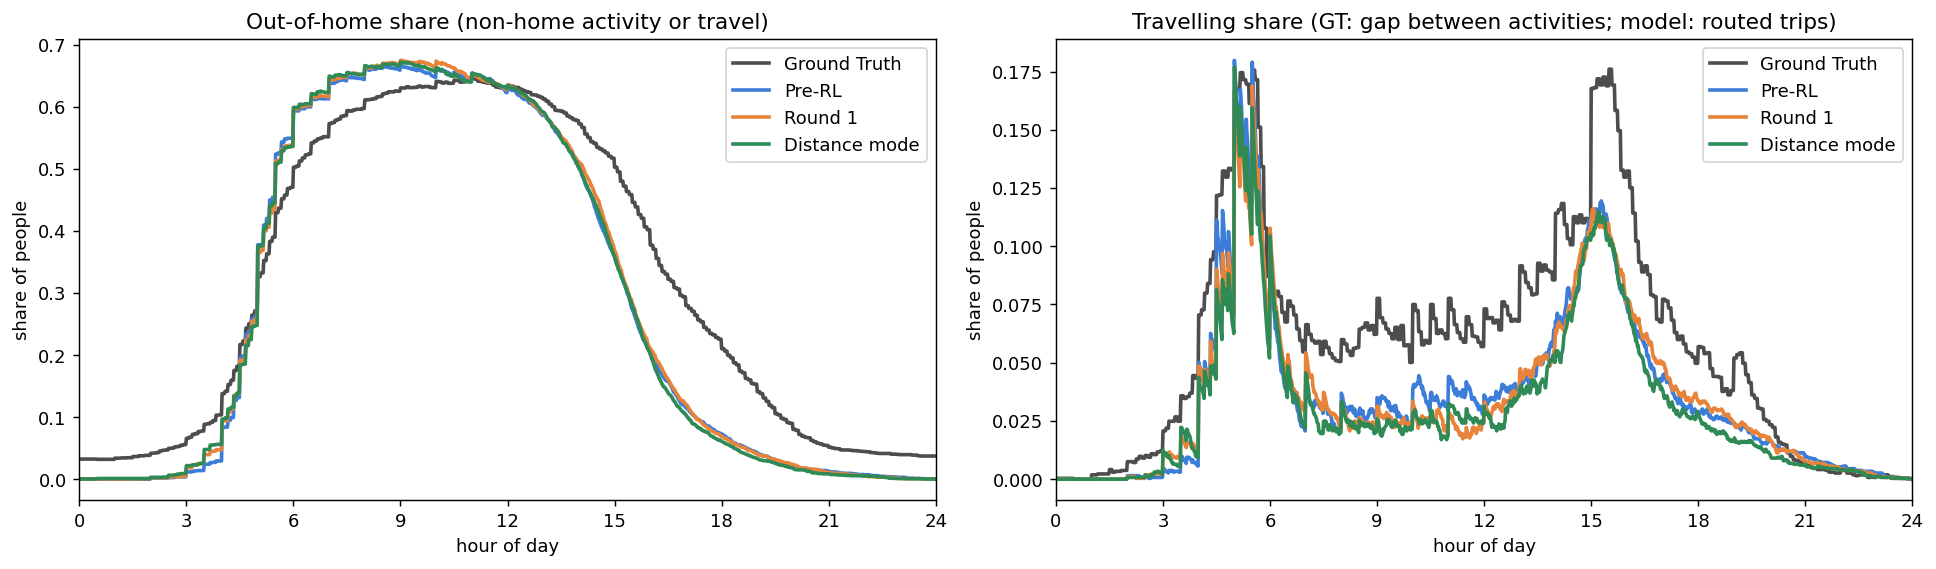 Out-of-home share (non-home activity or travel)
share of people
0.7
0.6
0.5
0.4
0.3
0.2
0.1
0.0
Ground Truth
Pre-RL
Round 1
Distance mode
0 3 6 9 12 15 18 21 24
hour of day
Travelling share (GT: gap between activities; model: routed trips)
share of people
0.175
0.150
0.125
0.100
0.075
0.050
0.025
0.000
Ground Truth
Pre-RL
Round 1
Distance mode
0 3 6 9 12 15 18 21 24
hour of day